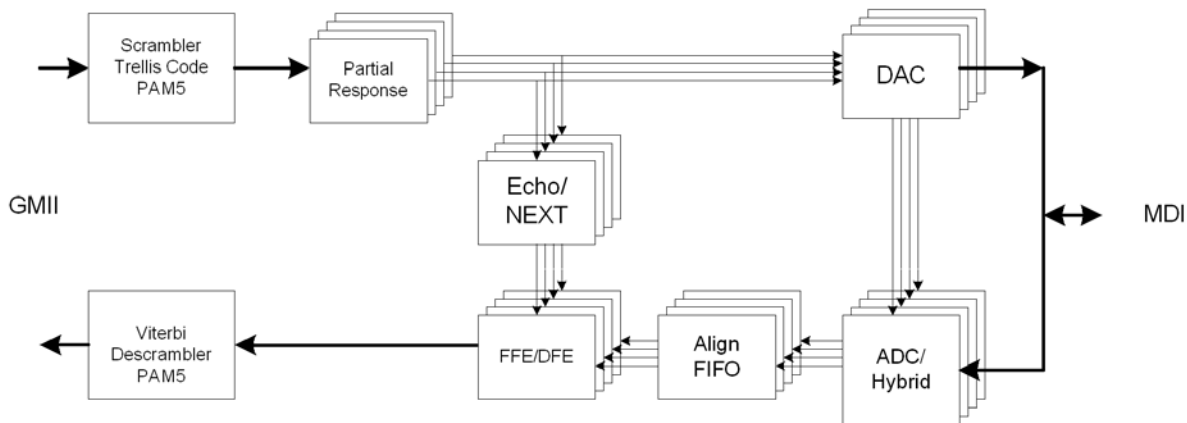 Scrambler
Trellis Code
PAM5
Partial
Response
DAC
Echo/
NEXT
GMII
MDI
Viterbi
Descrambler
PAM5
FFE/DFE
Align
FIFO
ADC/
Hybrid